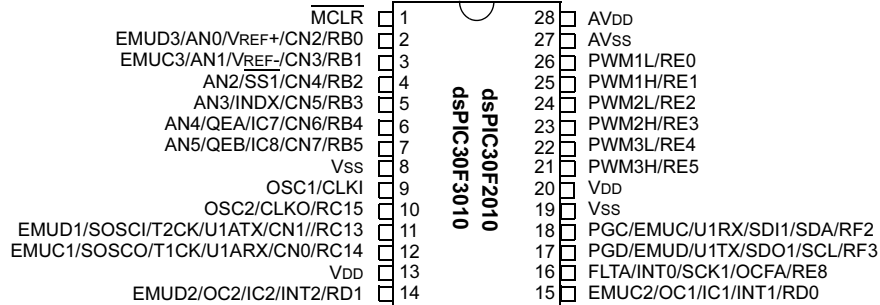 MCLR 1 28 AVDD
EMUD3/AN0/VREF+/CN2/RB0 2 27 AVSS
EMUC3/AN1/VREF-/CN3/RB1 3 26 PWM1L/RE0
AN2/SS1/CN4/RB2 4 25 PWM1H/RE1
AN3/INDX/CN5/RB3 5 24 PWM2L/RE2
AN4/QEA/IC7/CN6/RB4 6 23 PWM2H/RE3
AN5/QEB/IC8/CN7/RB5 7 22 PWM3L/RE4
VSS 8 21 PWM3H/RE5
OSC1/CLKI 9 20 VDD
OSC2/CLKO/RC15 10 19 VSS
EMUD1/SOSCI/T2CK/U1ATX/CN1//RC13 11 18 PGC/EMUC/U1RX/SDI1/SDA/RF2
EMUC1/SOSCO/T1CK/U1ARX/CN0/RC14 12 17 PGD/EMUD/U1TX/SDO1/SCL/RF3
VDD 13 16 FLTA/INT0/SCK1/OCFA/RE8
EMUD2/OC2/IC2/INT2/RD1 14 15 EMUC2/OC1/IC1/INT1/RD0
dsPIC30F2010
dsPIC30F3010